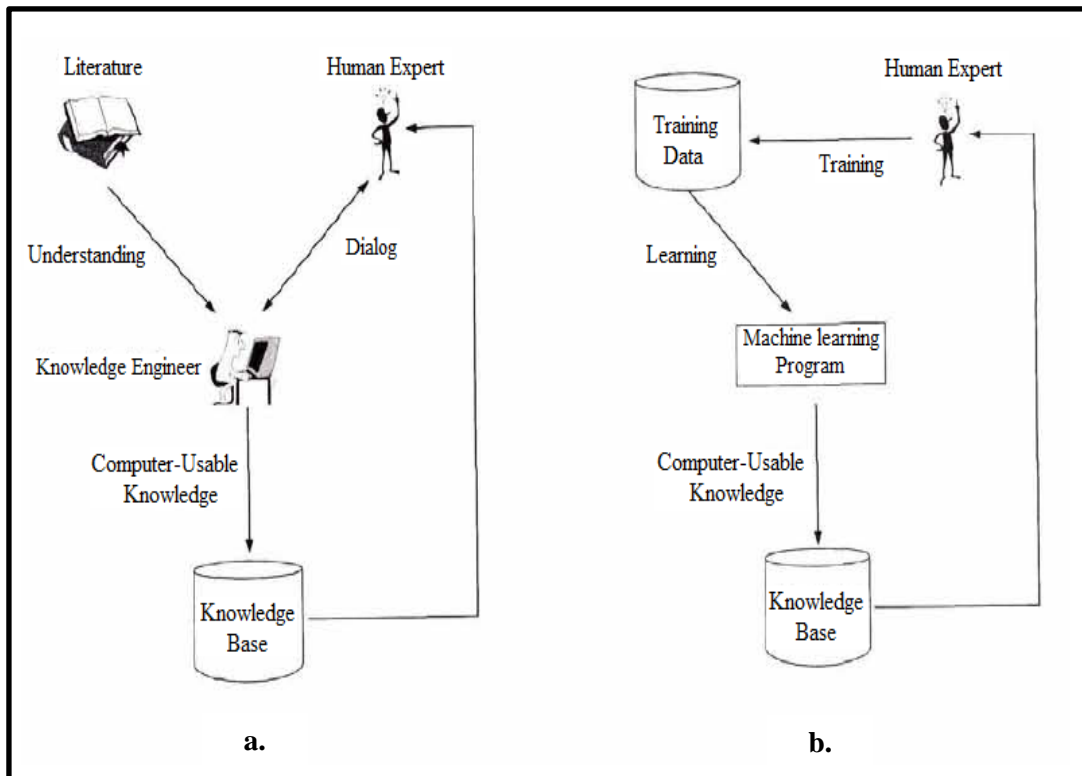 Literature
Human Expert
Understanding
Dialog
Knowledge Engineer
Computer-Usable
Knowledge
Knowledge
Base
a.
Human Expert
Training
Data
Training
Learning
Machine learning
Program
Computer-Usable
Knowledge
Knowledge
Base
b.